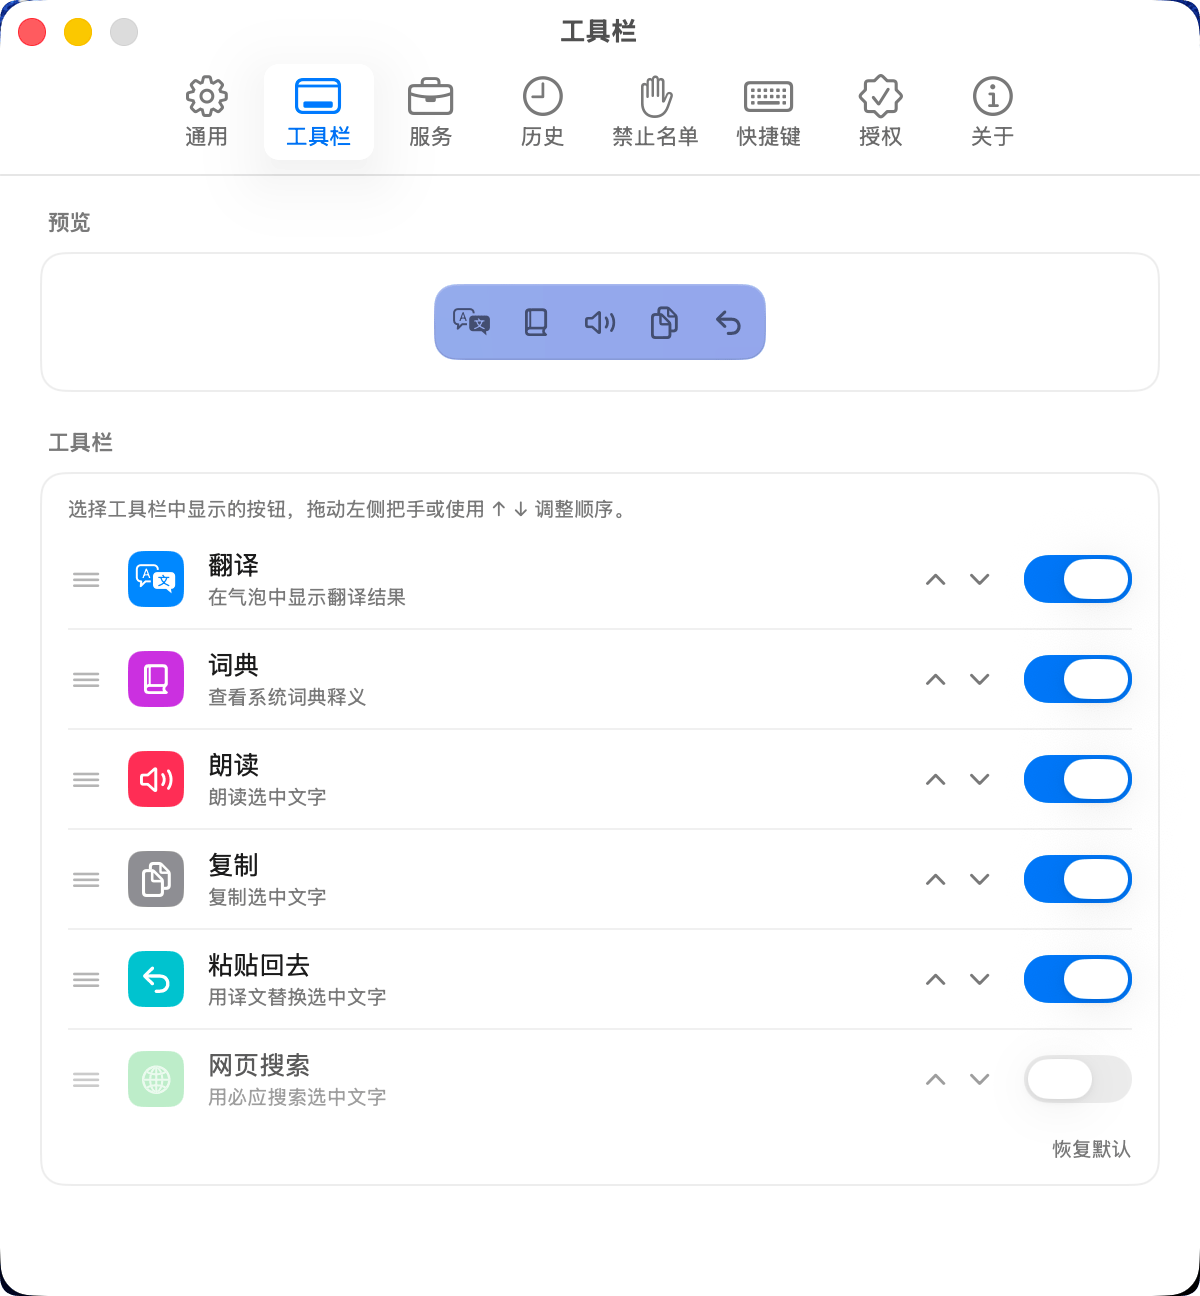 工具栏
通用
工具栏
服务
历史
禁止名单
快捷键
授权
关于
预览
A 文
工具栏
选择工具栏中显示的按钮，拖动左侧把手或使用 ↑ ↓ 调整顺序。
A 文
翻译
在气泡中显示翻译结果
词典
查看系统词典释义
朗读
朗读选中文字
复制
复制选中文字
粘贴回去
用译文替换选中文字
网页搜索
用必应搜索选中文字
恢复默认